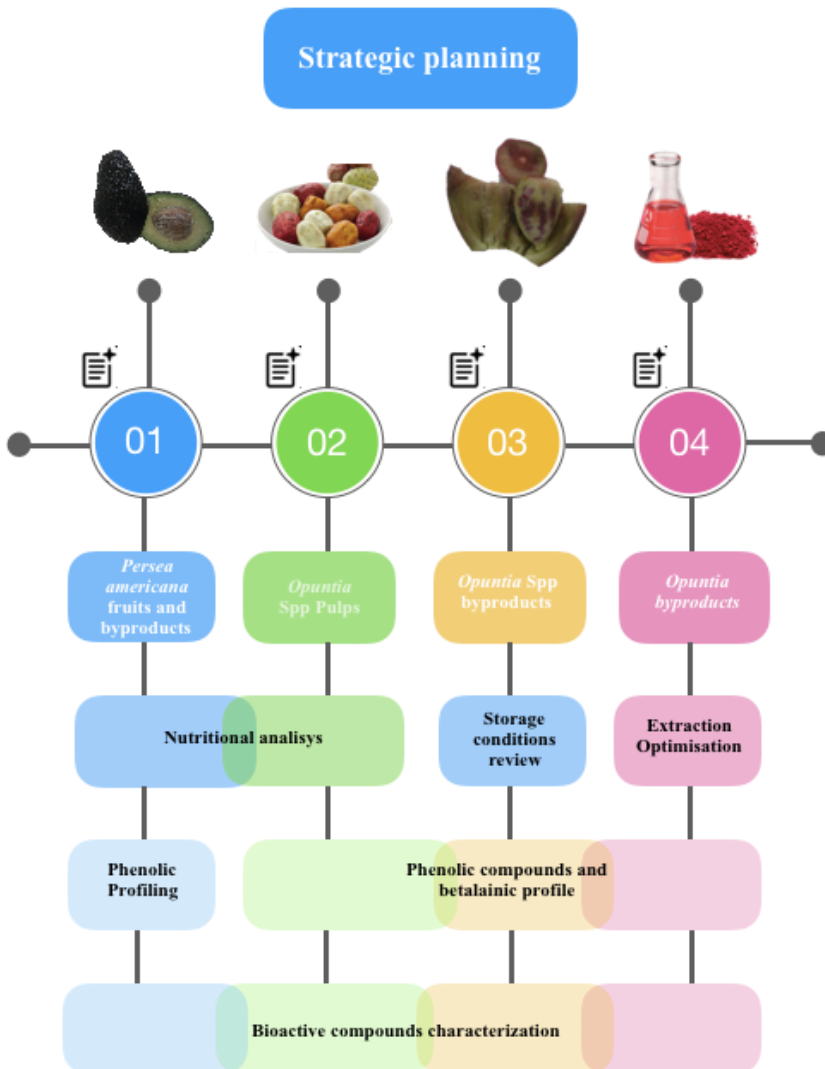 Strategic planning
01
02
03
04
Persea
americana
fruits and
byproducts
Opuntia
Spp Pulps
Opuntia Spp
byproducts
Opuntia
byproducts
Nutritional analisys
Storage
conditions
review
Extraction
Optimisation
Phenolic
Profiling
Phenolic compounds and
betalainic profile
Bioactive compounds characterization